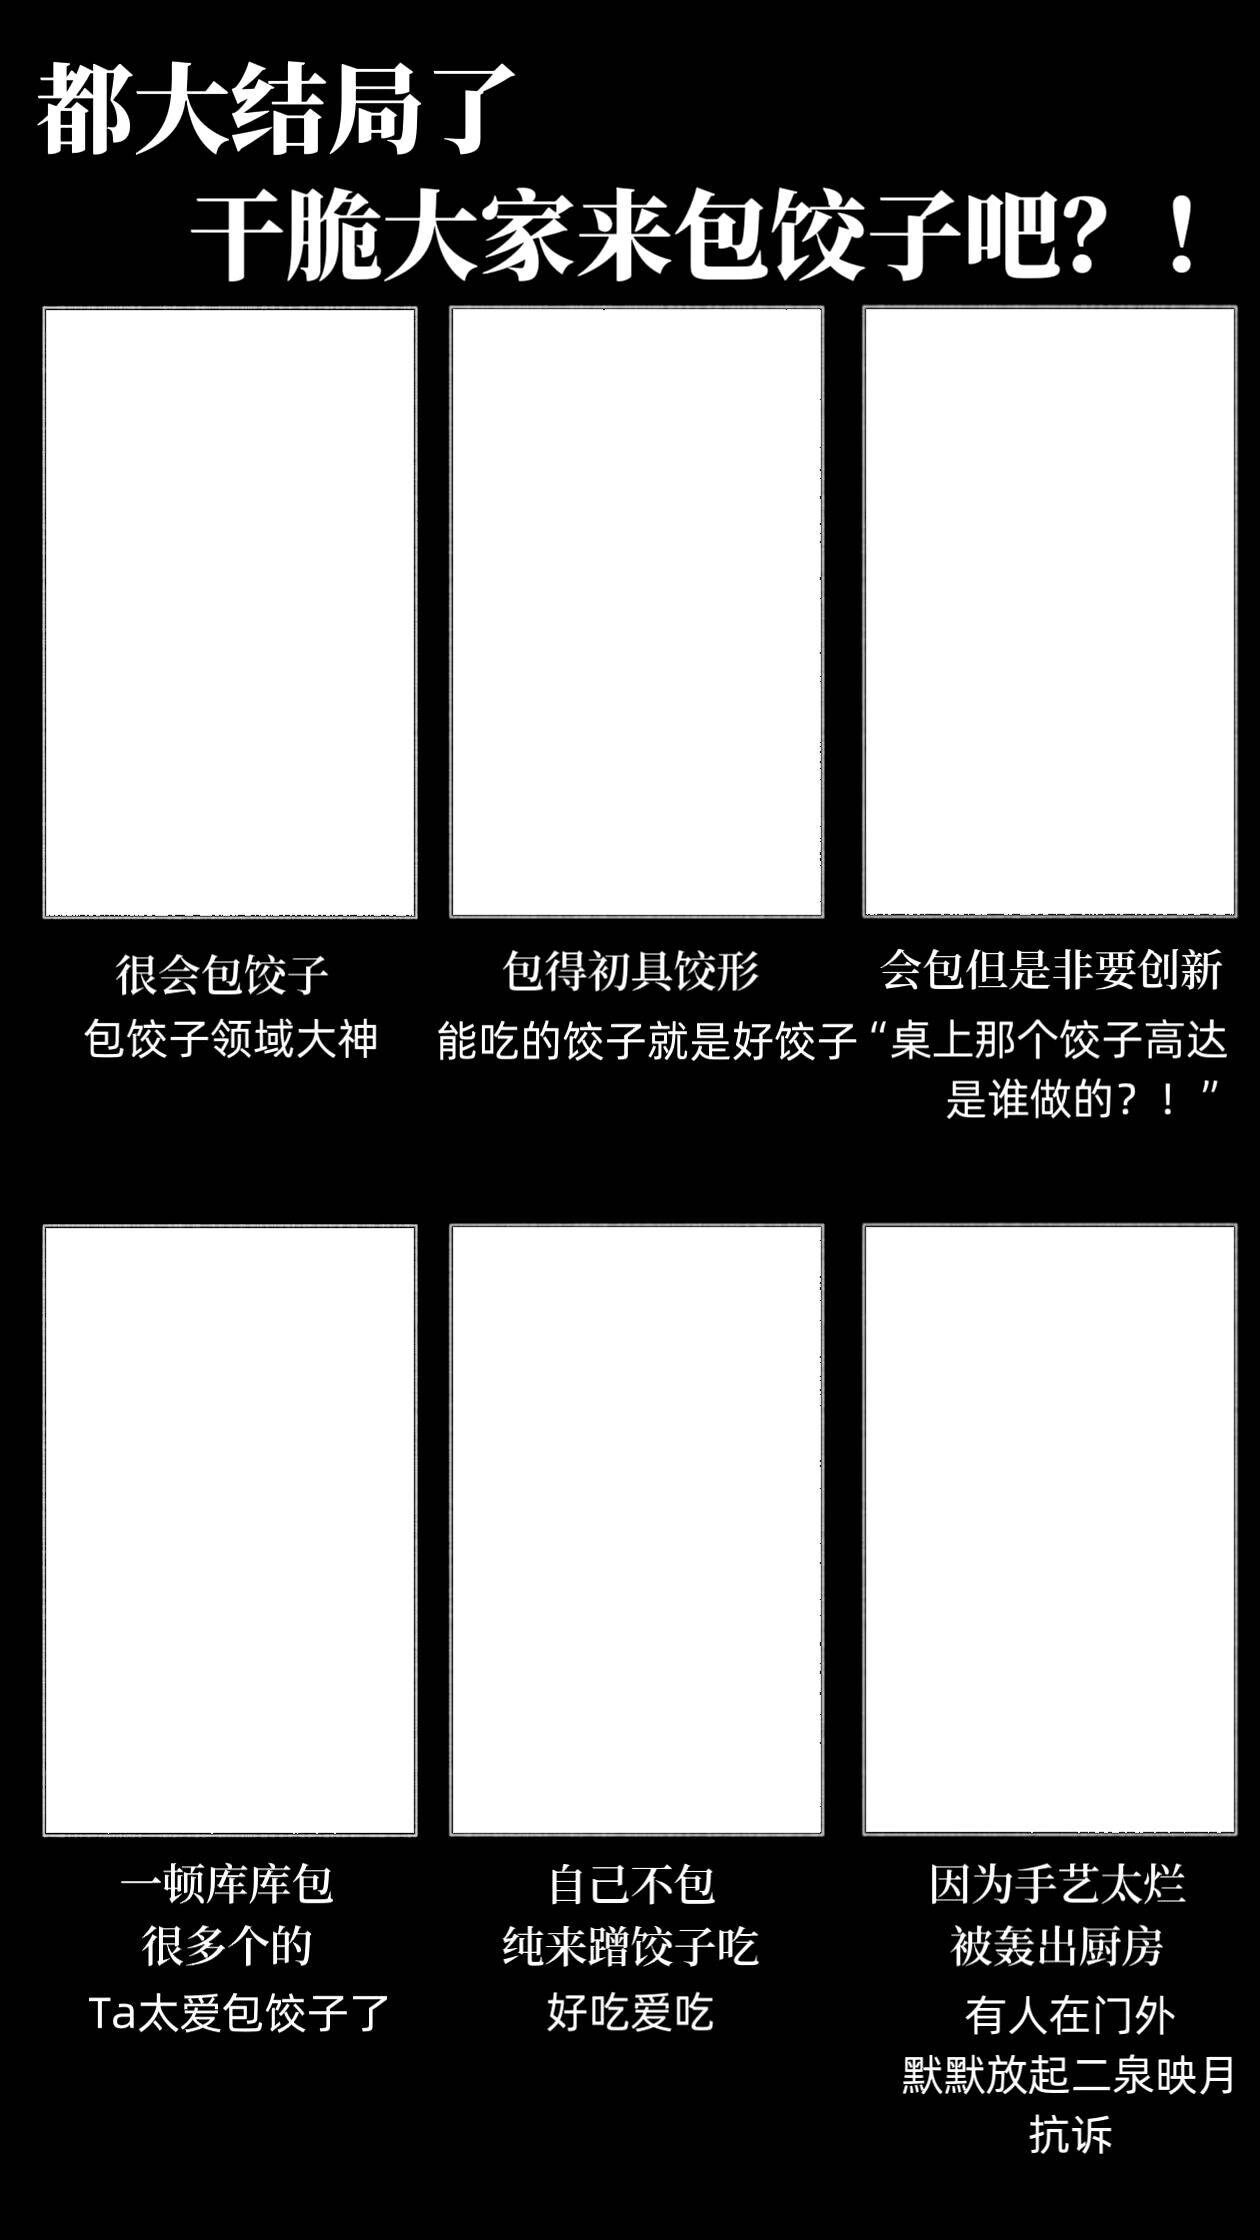 都大结局了
干脆大家来包饺子吧？！
很会包饺子
包饺子领域大神
包得初具饺形
能吃的饺子就是好饺子
会包但是非要创新
“桌上那个饺子高达
是谁做的？！”
一顿库库包
很多个的
Ta太爱包饺子了
自己不包
纯来蹭饺子吃
好吃爱吃
因为手艺太烂
被轰出厨房
有人在门外
默默放起二泉映月
抗诉